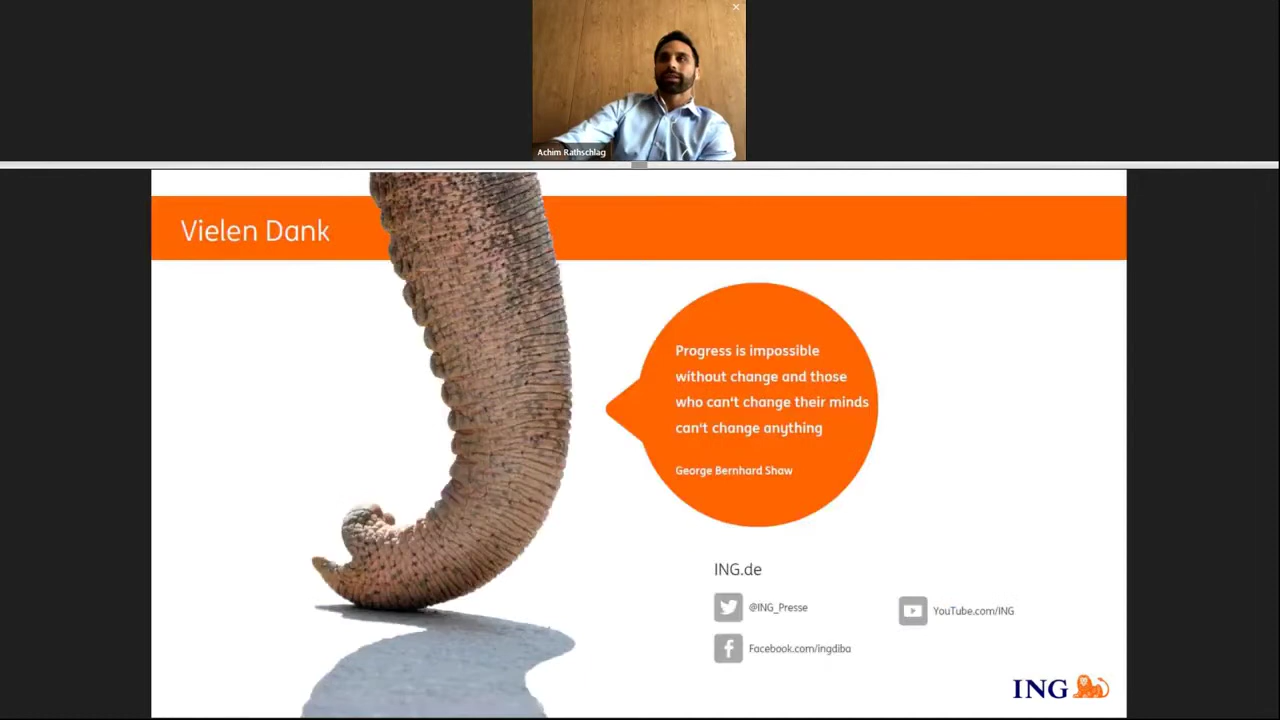 Achim Rathschlag
Vielen Dank
Progress is impossible
without change and those
who can't change their minds
can't change anything
George Bernhard Shaw
ING.de
@ING_Presse
YouTube.com/ING
Facebook.com/ingdiba
ING